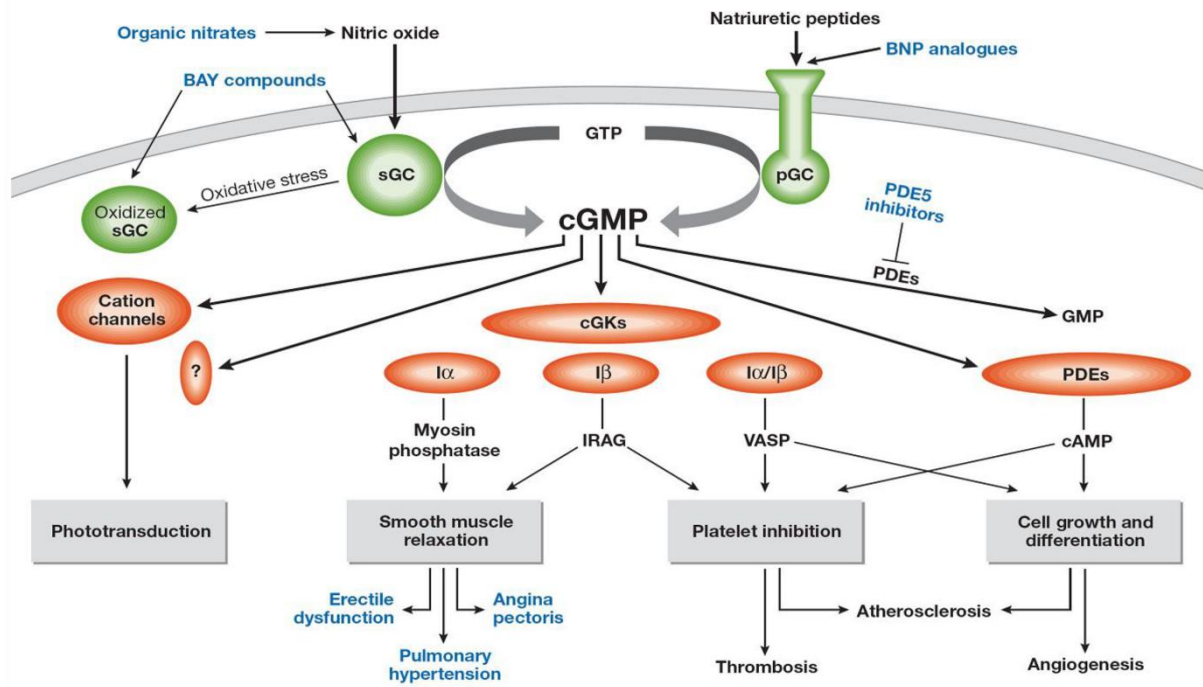 Natriuretic peptides
Organic nitrates
Nitric oxide
BNP analogues
BAY compounds
GTP
sGC
pGC
Oxidative stress
Oxidized
sGC
PDE5
inhibitors
cGMP
PDEs
Cation
channels
cGKs
GMP
?
Iα
Iβ
Iα/Iβ
PDEs
Myosin
phosphatase
IRAG
VASP
cAMP
Phototransduction
Smooth muscle
relaxation
Platelet inhibition
Cell growth and
differentiation
Erectile
dysfunction
Angina
pectoris
Atherosclerosis
Pulmonary
hypertension
Thrombosis
Angiogenesis